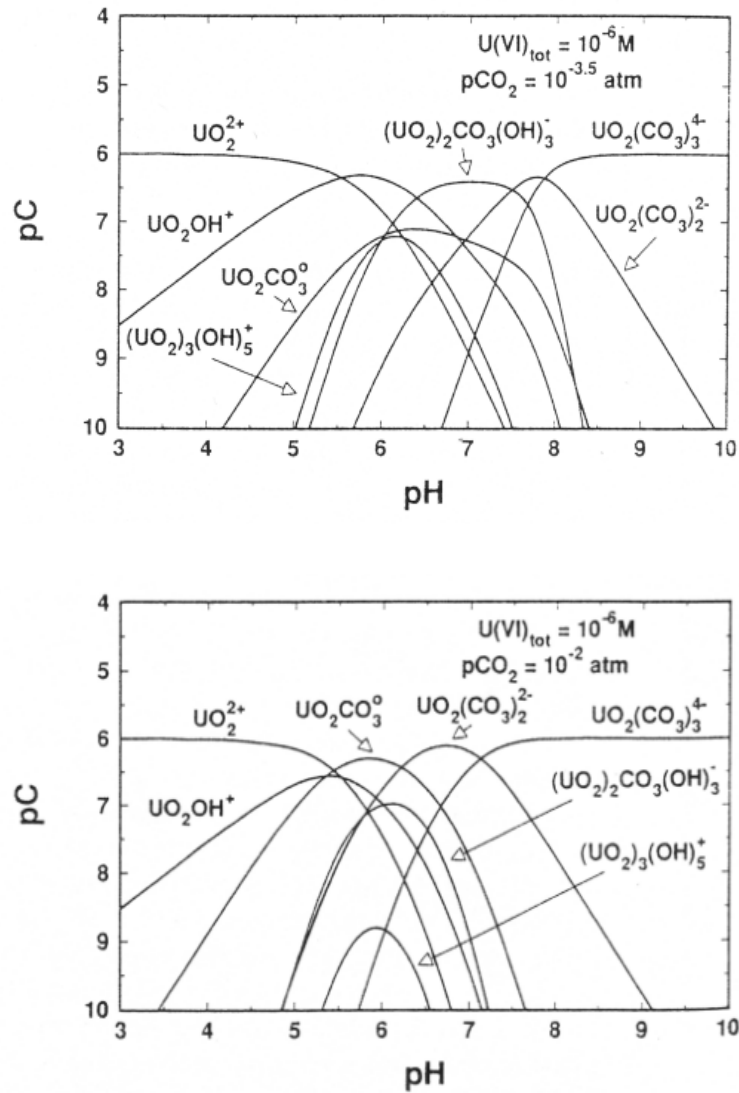 4
5
6
7
8
9
10
pC
U(VI)tot = 10⁻⁶M
pCO₂ = 10⁻³·⁵ atm
UO₂²⁺
(UO₂)₂CO₃(OH)₃⁻
UO₂(CO₃)₃⁴⁻
UO₂OH⁺
UO₂(CO₃)₂²⁻
UO₂CO₃°
(UO₂)₃(OH)₅⁺
3 4 5 6 7 8 9 10
pH
4
5
6
7
8
9
10
pC
U(VI)tot = 10⁻⁶M
pCO₂ = 10⁻² atm
UO₂²⁺
UO₂CO₃°
UO₂(CO₃)₂²⁻
UO₂(CO₃)₃⁴⁻
UO₂OH⁺
(UO₂)₂CO₃(OH)₃⁻
(UO₂)₃(OH)₅⁺
3 4 5 6 7 8 9 10
pH